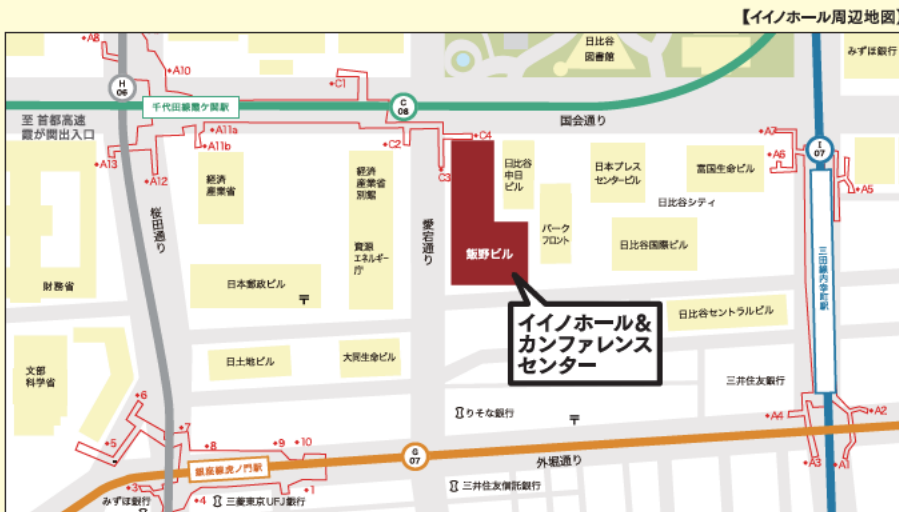 【イイノホール周辺地図】
日比谷
図書館
みずほ銀行
A8
A10
H
06
C1
千代田線霞ケ関駅
C
08
至 首都高速
霞が関出入口
国会通り
A11a
A11b
C2
C4
C3
A7
A6
I
07
A5
A13
A12
経済
産業省
経済
産業省
別館
日比谷
中日
ビル
日本プレス
センタービル
富国生命ビル
日比谷シティ
桜田通り
愛宕通り
パーク
フロント
資源
エネルギー
庁
飯野ビル
日比谷国際ビル
三田線内幸町駅
財務省
日本郵政ビル
〒
イイノホール&
カンファレンス
センター
日比谷セントラルビル
文部
科学省
日土地ビル
大同生命ビル
三井住友銀行
りそな銀行
〒
A4
A2
6
7
5
8
9
10
G
07
外堀通り
A3
A1
銀座線虎ノ門駅
3
4
1
みずほ銀行
三菱東京UFJ銀行
三井住友信託銀行